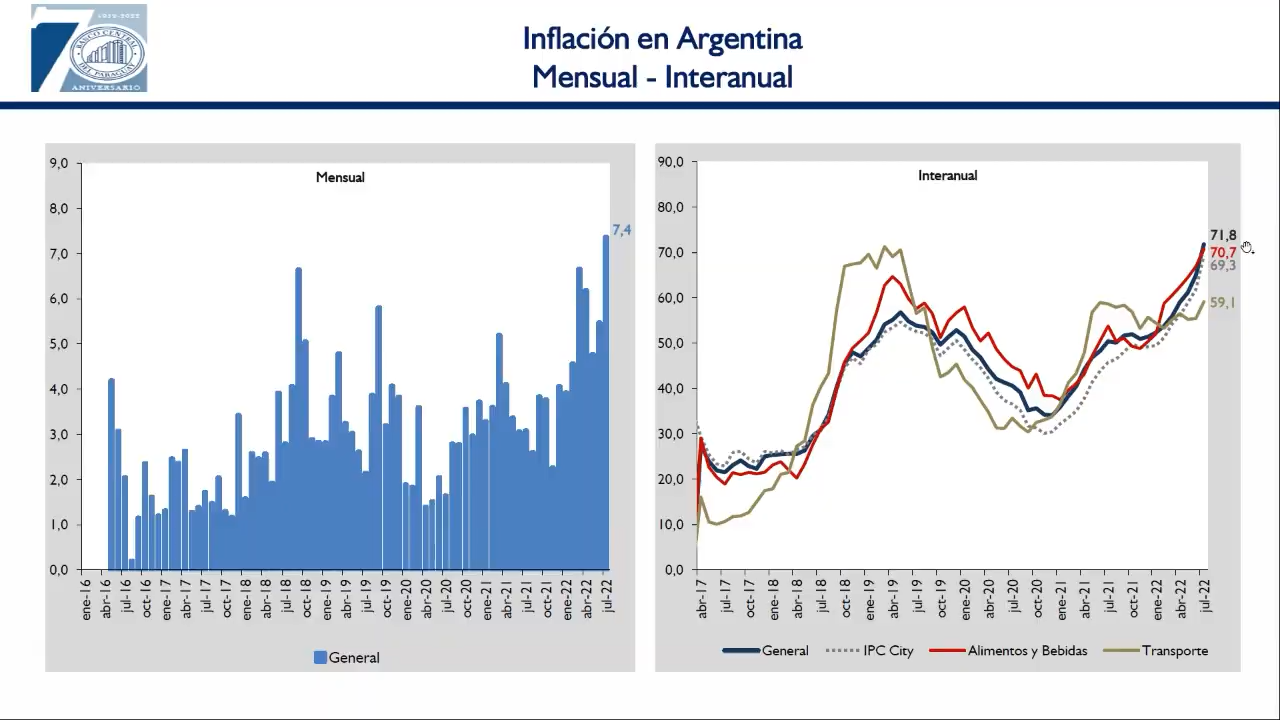 1952-2022
BANCO CENTRAL DEL PARAGUAY
ANIVERSARIO
Inflación en Argentina
Mensual - Interanual
Mensual
9,0
8,0
7,0
6,0
5,0
4,0
3,0
2,0
1,0
0,0
7,4
ene-16
abr-16
jul-16
oct-16
ene-17
abr-17
jul-17
oct-17
ene-18
abr-18
jul-18
oct-18
ene-19
abr-19
jul-19
oct-19
ene-20
abr-20
jul-20
oct-20
ene-21
abr-21
jul-21
oct-21
ene-22
abr-22
jul-22
General
Interanual
90,0
80,0
70,0
60,0
50,0
40,0
30,0
20,0
10,0
0,0
71,8
70,7
69,3
59,1
abr-17
jul-17
oct-17
ene-18
abr-18
jul-18
oct-18
ene-19
abr-19
jul-19
oct-19
ene-20
abr-20
jul-20
oct-20
ene-21
abr-21
jul-21
oct-21
ene-22
abr-22
jul-22
General
IPC City
Alimentos y Bebidas
Transporte